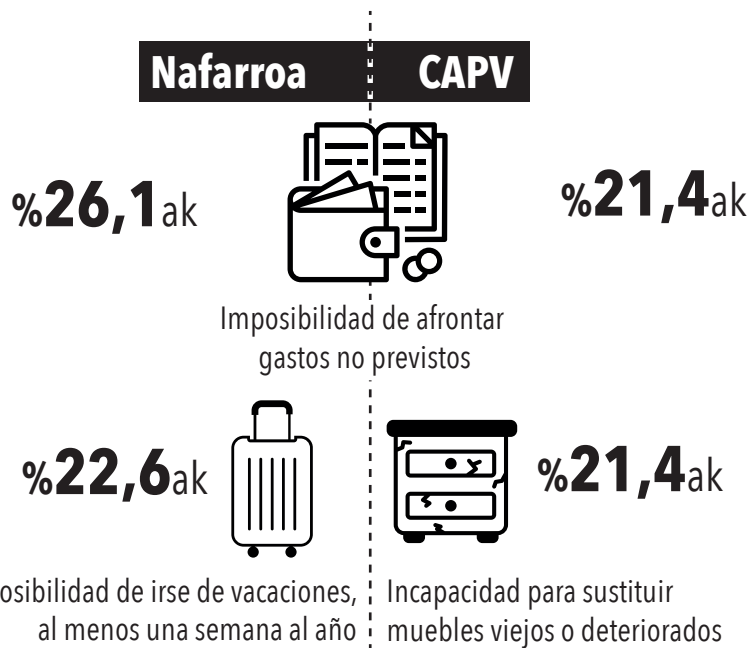 Nafarroa CAPV
%26,1ak
%21,4ak
Imposibilidad de afrontar
gastos no previstos
%22,6ak
%21,4ak
osibilidad de irse de vacaciones,
al menos una semana al año
Incapacidad para sustituir
muebles viejos o deteriorados